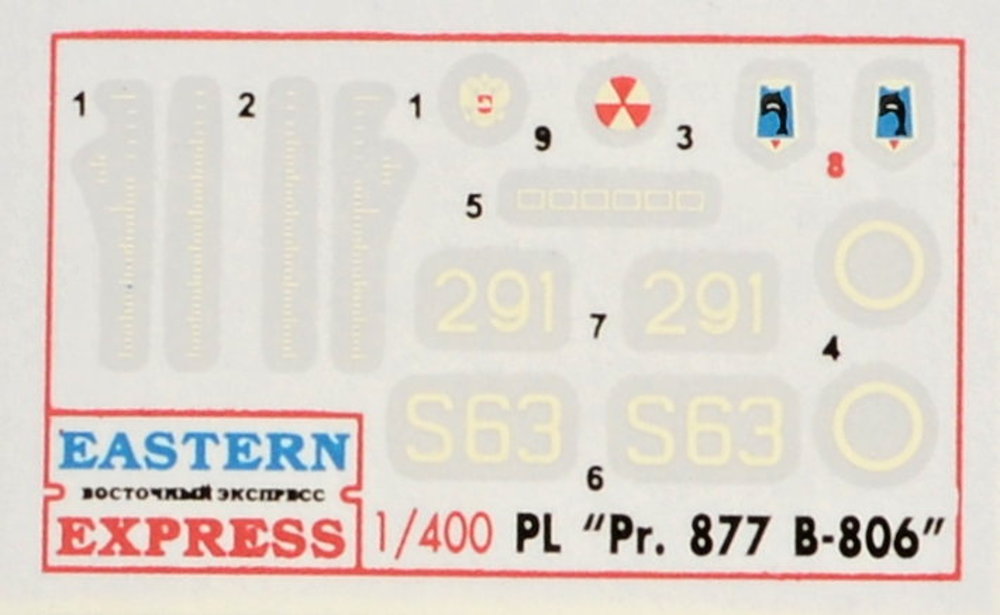 1 2 1 9 3 8
5
291 291
7
4
S63 S63
6
EASTERN
ВОСТОЧНЫЙ ЭКСПРЕСС
EXPRESS
1/400 PL "Pr. 877 B-806"